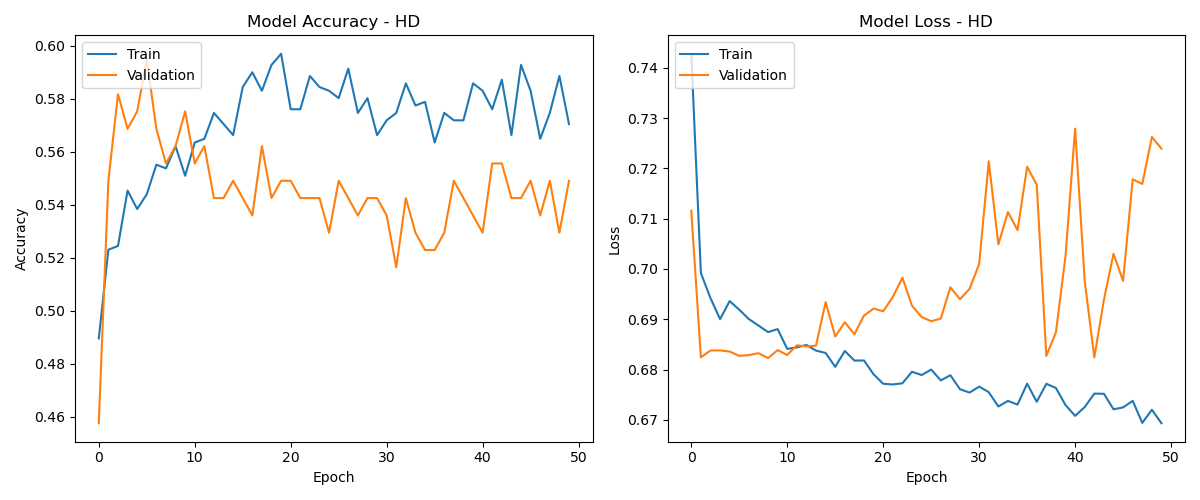 Model Accuracy - HD
Train
Validation
0.60
0.58
0.56
0.54
0.52
0.50
0.48
0.46
Accuracy
0 10 20 30 40 50
Epoch
Model Loss - HD
Train
Validation
0.74
0.73
0.72
0.71
0.70
0.69
0.68
0.67
Loss
0 10 20 30 40 50
Epoch